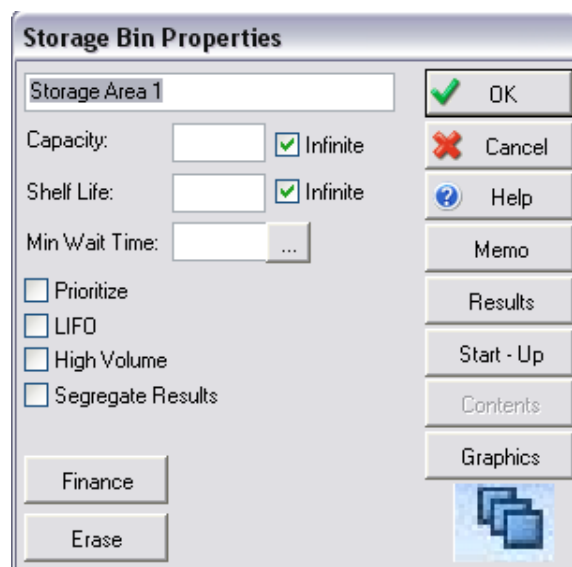 Storage Bin Properties
Storage Area 1
OK
Capacity:
Infinite
Cancel
Shelf Life:
Infinite
Help
Min Wait Time:
...
Memo
Prioritize
Results
LIFO
High Volume
Start - Up
Segregate Results
Contents
Graphics
Finance
Erase